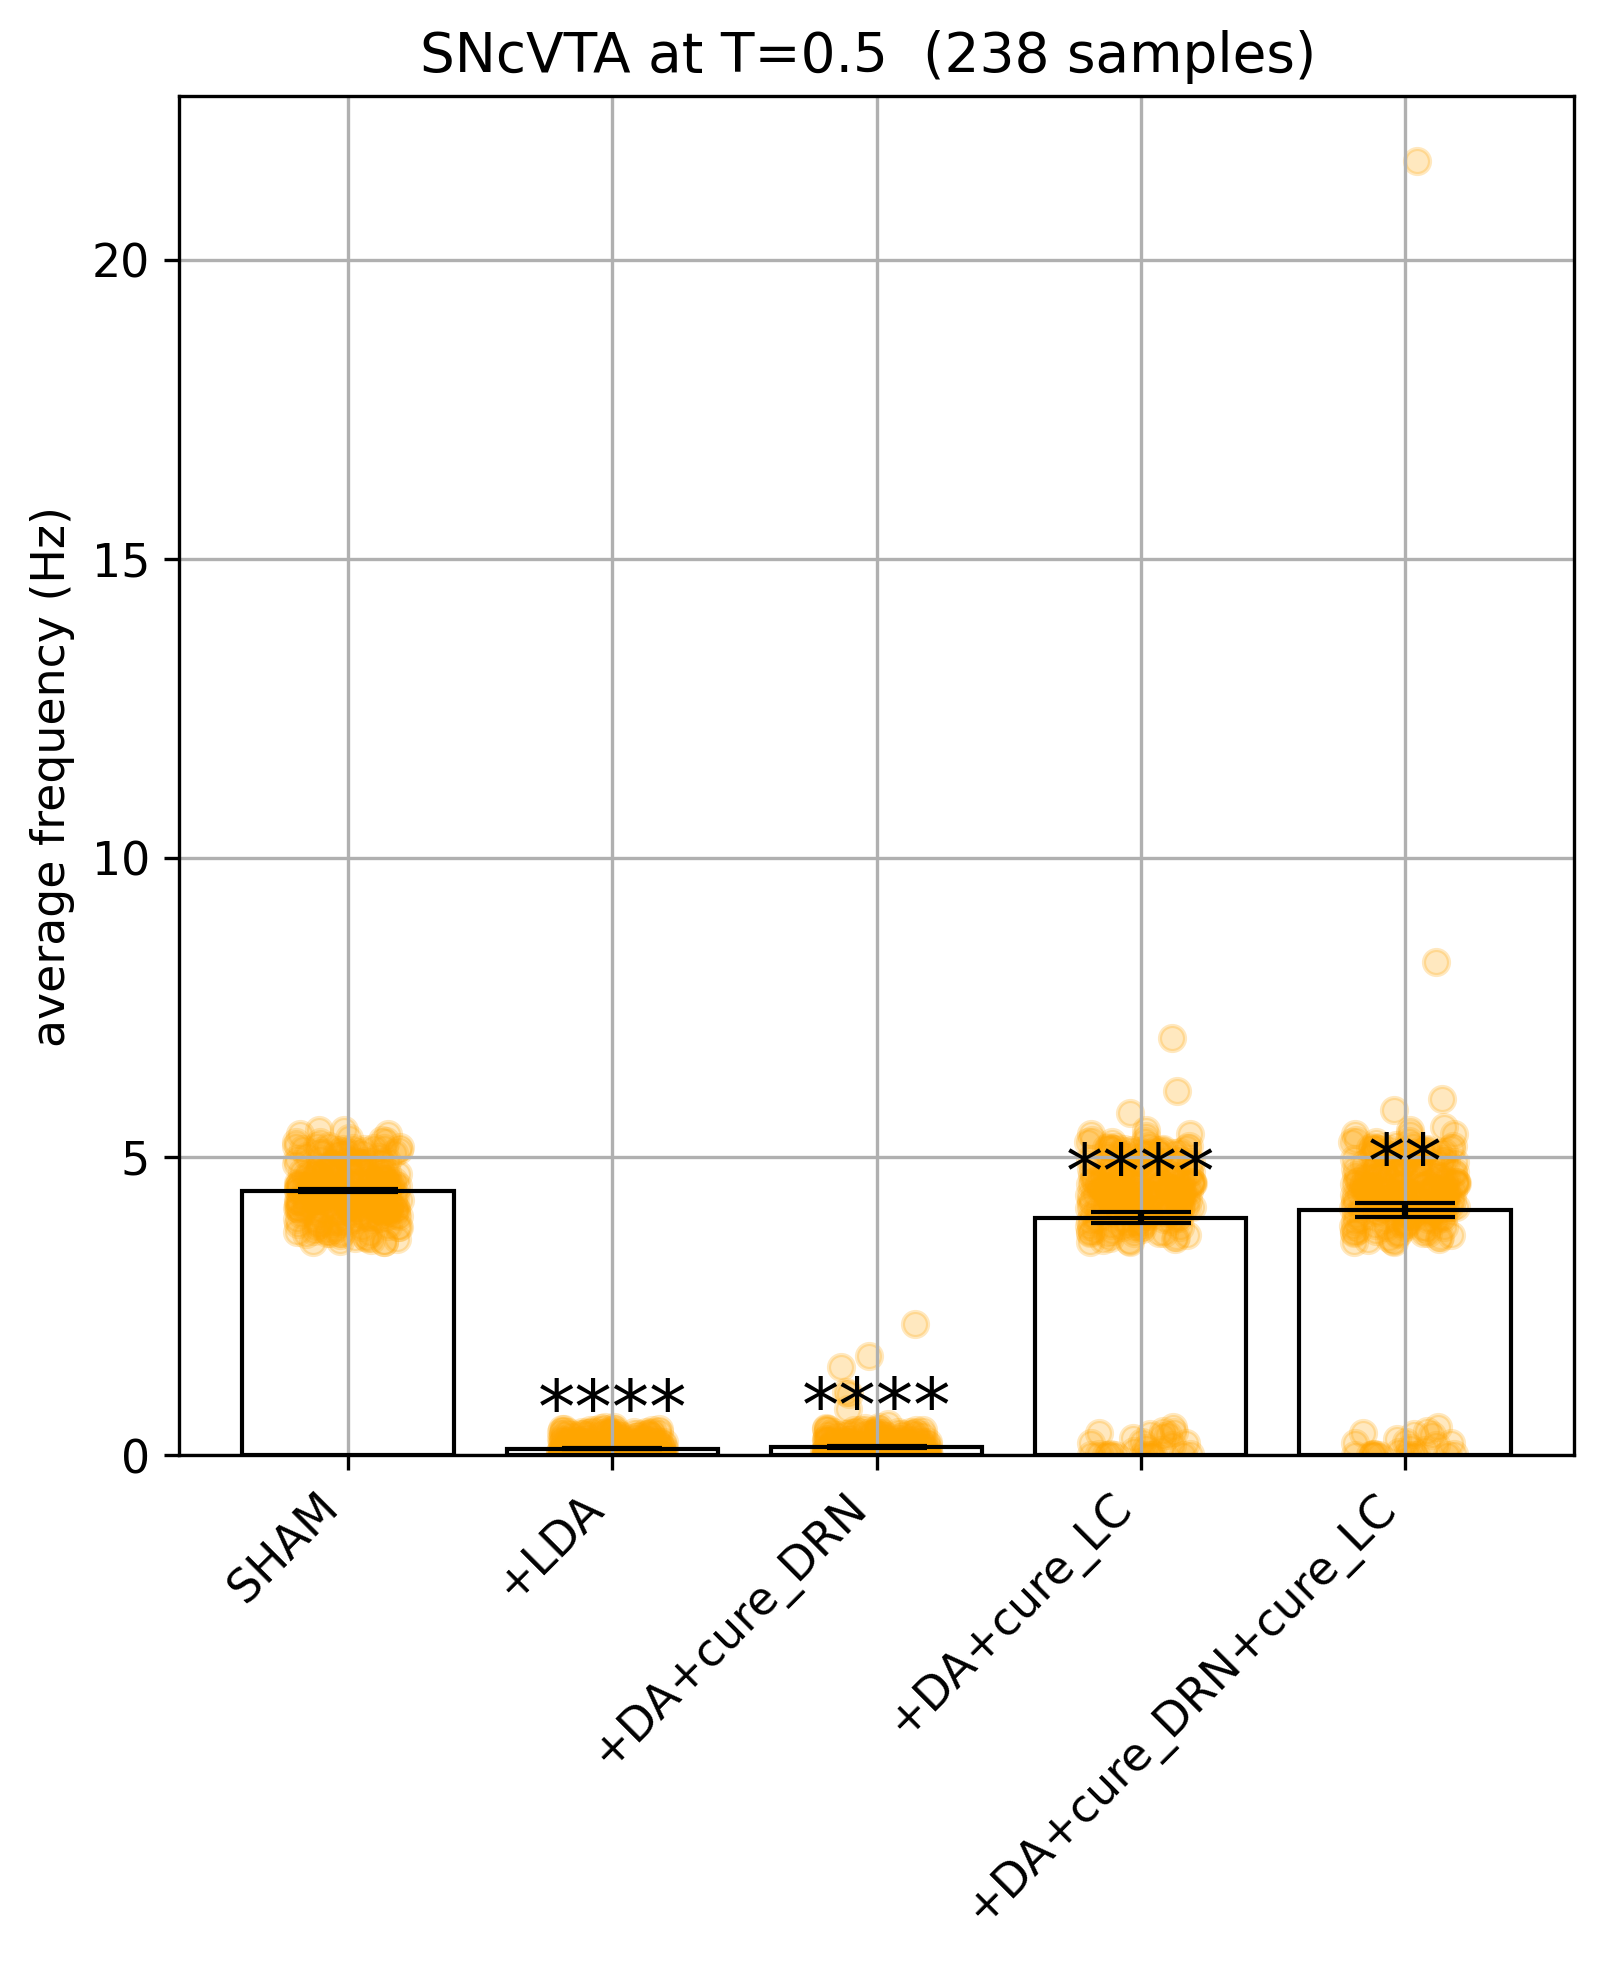 SNcVTA at T=0.5  (238 samples)
average frequency (Hz)
20
15
10
5
0
****
****
****
**
SHAM
+LDA
+DA+cure_DRN
+DA+cure_LC
+DA+cure_DRN+cure_LC